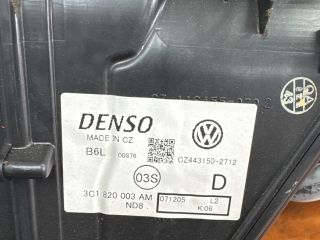 DENSO
MADE IN CZ
B6L 00876 CZ443150-2712
03S D
3C1 820 003 AM 071205 L2
ND8. K:06